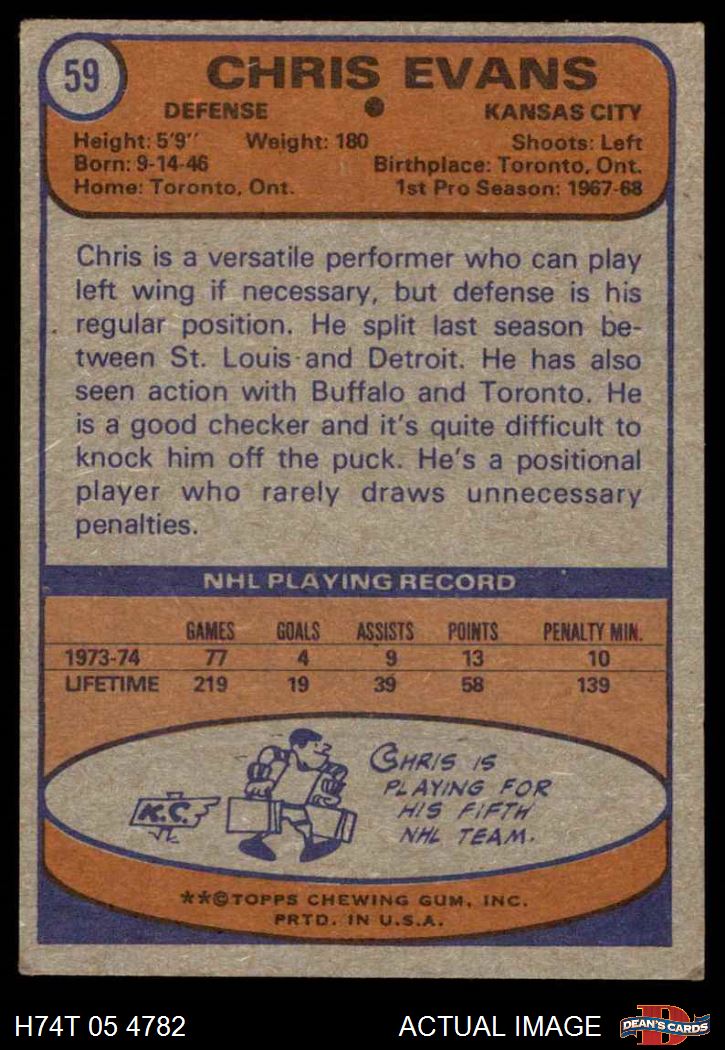 59
CHRIS EVANS
DEFENSE ● KANSAS CITY
Height: 5'9" Weight: 180 Shoots: Left
Born: 9-14-46 Birthplace: Toronto, Ont.
Home: Toronto, Ont. 1st Pro Season: 1967-68
Chris is a versatile performer who can play
left wing if necessary, but defense is his
regular position. He split last season be-
tween St. Louis and Detroit. He has also
seen action with Buffalo and Toronto. He
is a good checker and it's quite difficult to
knock him off the puck. He's a positional
player who rarely draws unnecessary
penalties.
NHL PLAYING RECORD
GAMES GOALS ASSISTS POINTS PENALTY MIN.
1973-74 77 4 9 13 10
LIFETIME 219 19 39 58 139
CHRIS IS
PLAYING FOR
HIS FIFTH
NHL TEAM.
K.C.
**©TOPPS CHEWING GUM, INC.
PRTD. IN U.S.A.
H74T 05 4782 ACTUAL IMAGE
D
DEAN'S CARDS